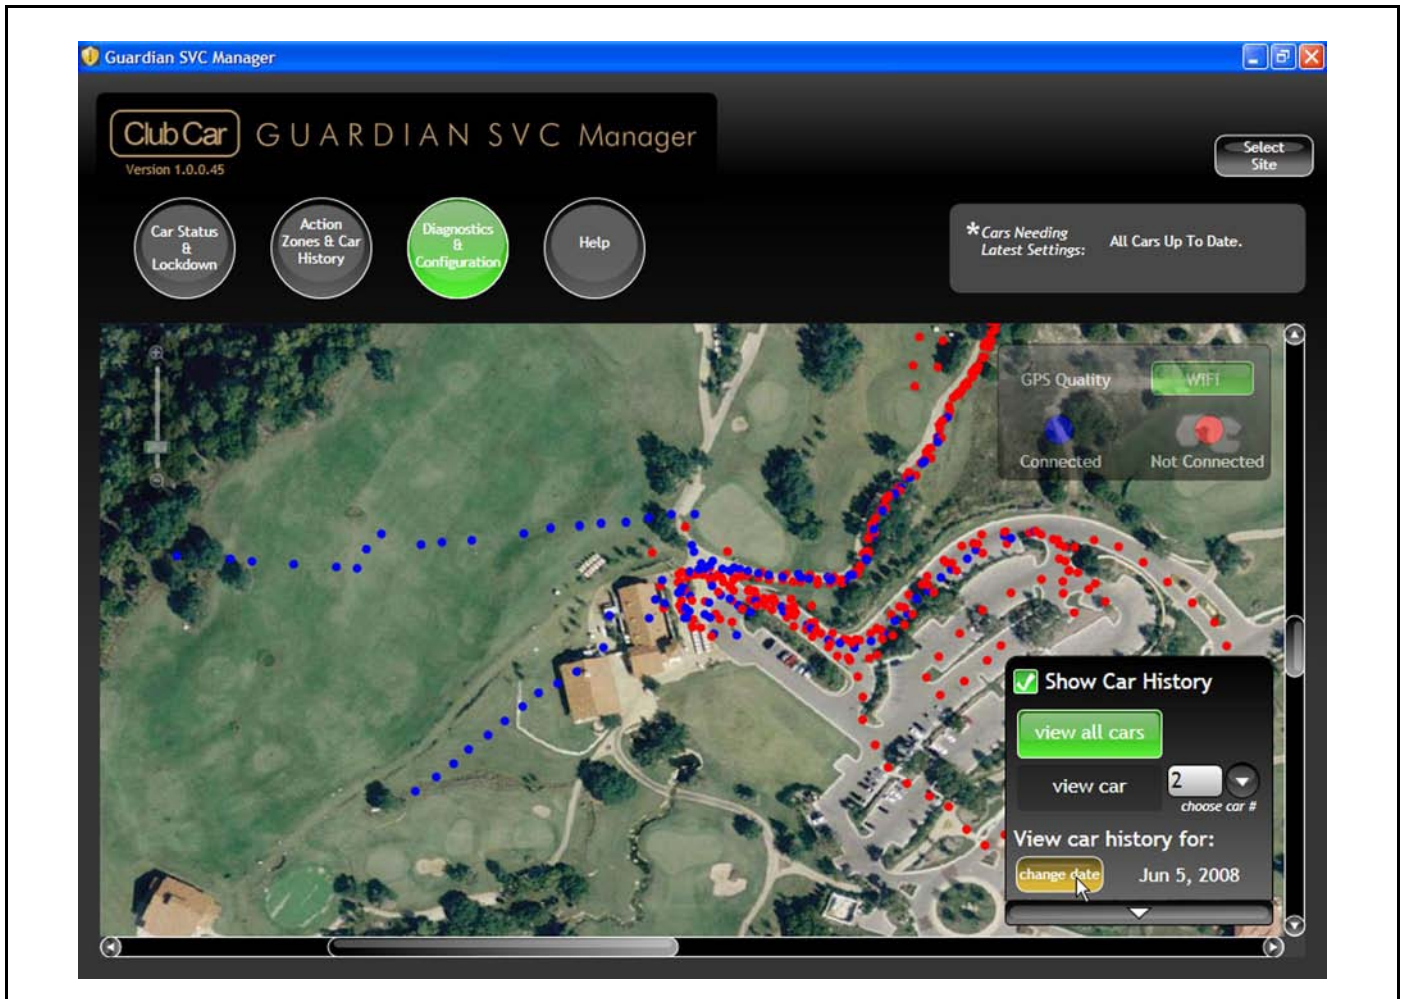 Guardian SVC Manager
Club Car GUARDIAN SVC Manager
Version 1.0.0.45
Select
Site
Car Status
&
Lockdown
Action
Zones & Car
History
Diagnostics
&
Configuration
Help
*Cars Needing
Latest Settings:
All Cars Up To Date.
GPS Quality
WIFI
Connected
Not Connected
Show Car History
view all cars
view car
2
choose car #
View car history for:
change date
Jun 5, 2008